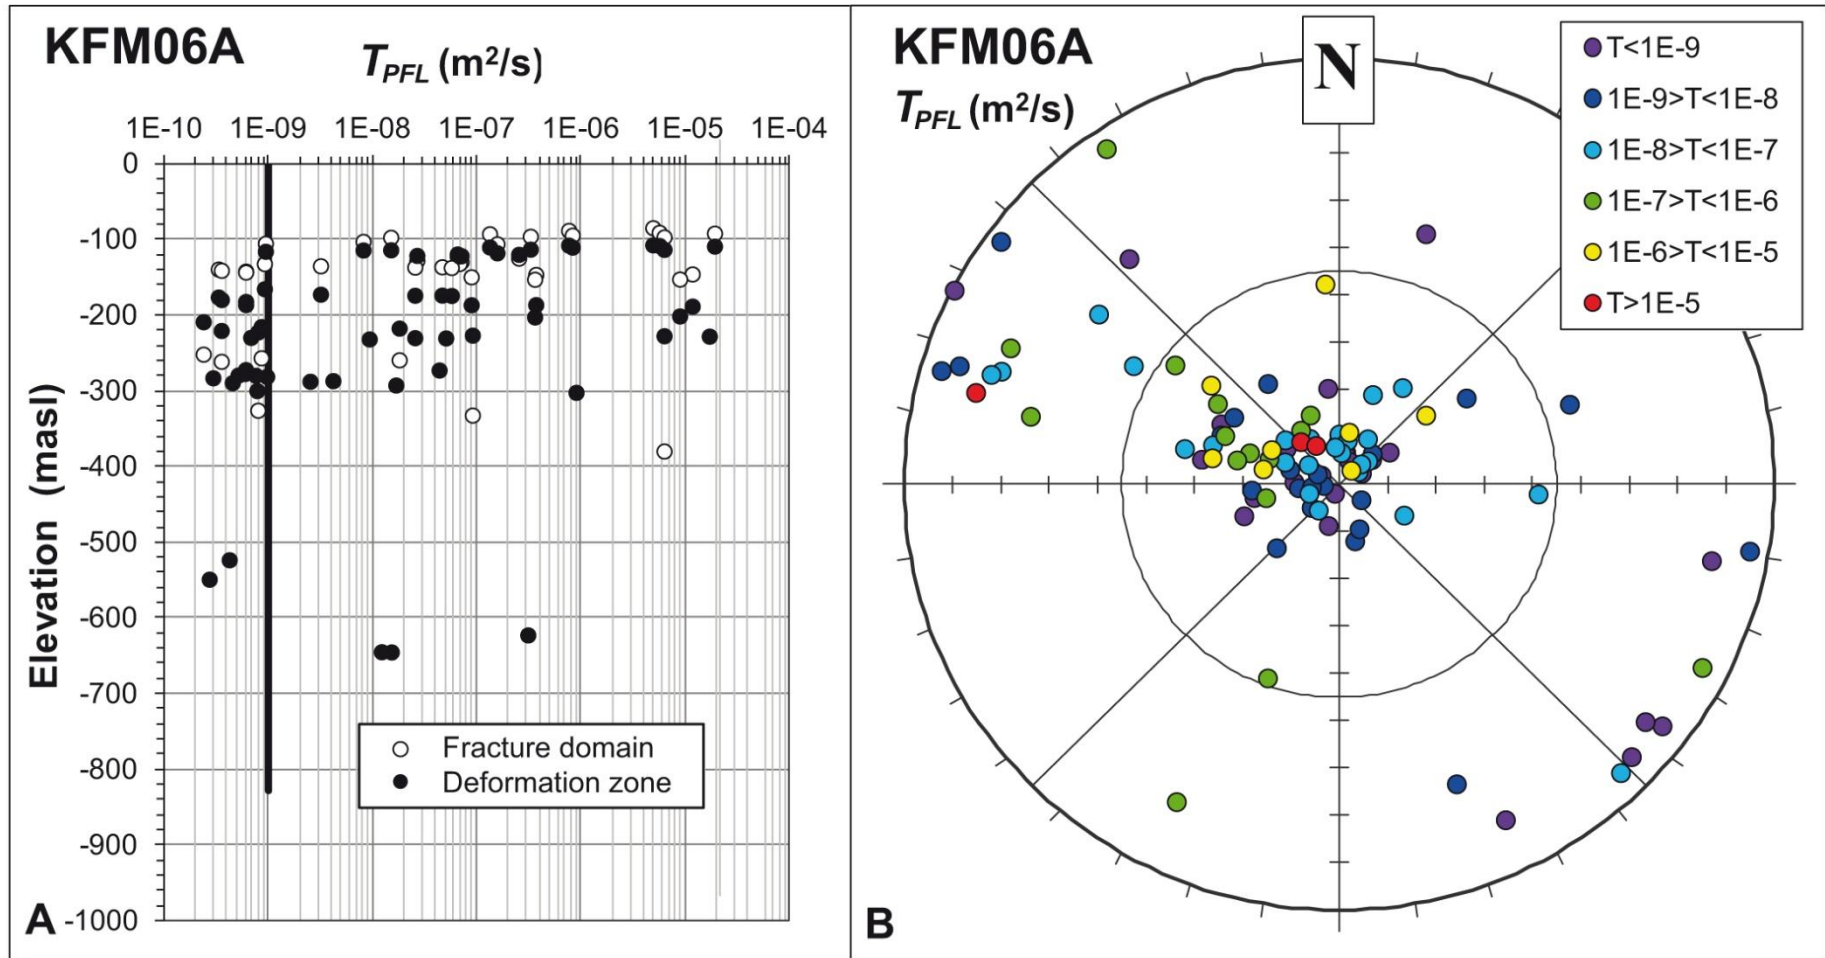 KFM06A
TPFL (m²/s)
1E-10 1E-09 1E-08 1E-07 1E-06 1E-05 1E-04
0
-100
-200
-300
-400
-500
-600
-700
-800
-900
-1000
Elevation (masl)
Fracture domain
Deformation zone
A
KFM06A
TPFL (m²/s)
N
T<1E-9
1E-9>T<1E-8
1E-8>T<1E-7
1E-7>T<1E-6
1E-6>T<1E-5
T>1E-5
B